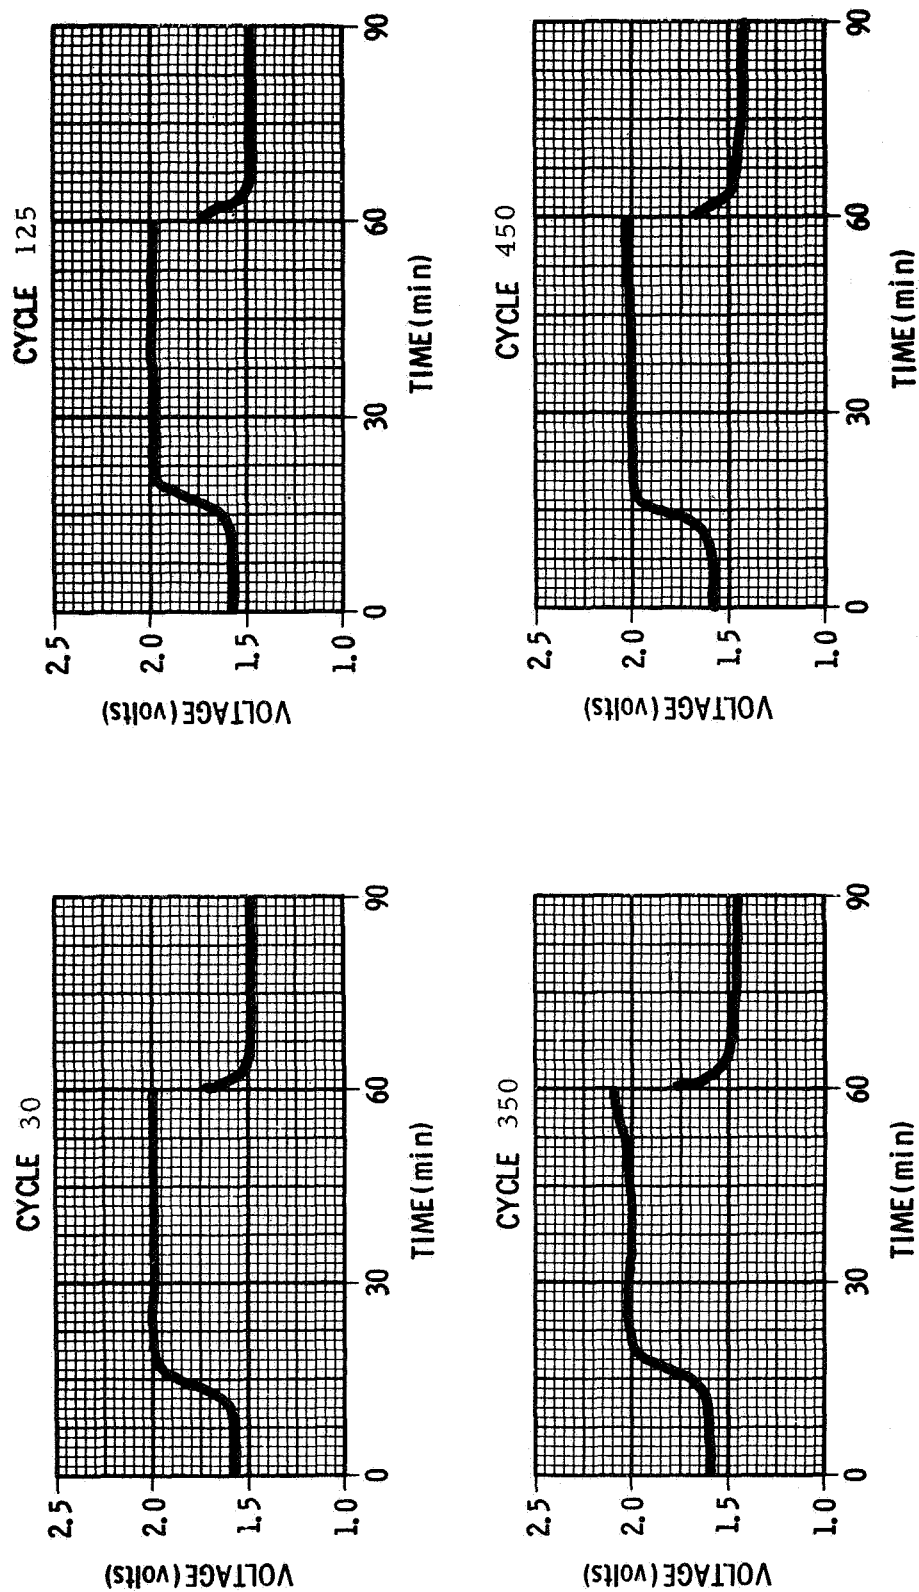 CYCLE 30
VOLTAGE (volts)
2.5
2.0
1.5
1.0
0
30
60
90
TIME (min)
CYCLE 125
VOLTAGE (volts)
2.5
2.0
1.5
1.0
0
30
60
90
TIME (min)
CYCLE 350
VOLTAGE (volts)
2.5
2.0
1.5
1.0
0
30
60
90
TIME (min)
CYCLE 450
VOLTAGE (volts)
2.5
2.0
1.5
1.0
0
30
60
90
TIME (min)